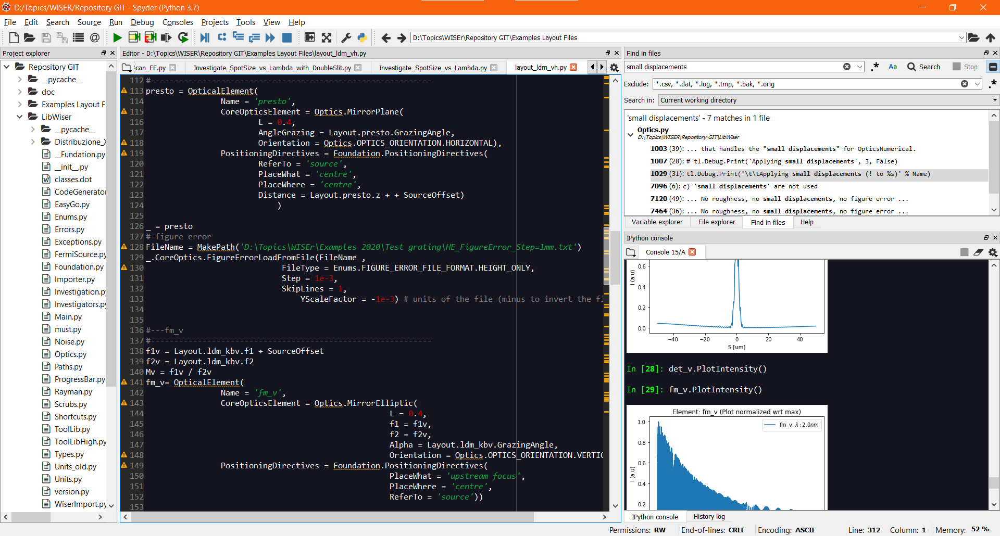 D:/Topics/WISER/Repository GIT - Spyder (Python 3.7)
File Edit Search Source Run Debug Consoles Projects Tools View Help
D:\Topics\WISEr\Repository GIT\Examples Layout Files
Project explorer
Repository GIT
__pycache__
doc
Examples Layout F
LibWiser
__pycache__
Distribuzione_
__Fundation.py
__init__.py
classes.dot
CodeGenerato
EasyGo.py
Enums.py
Errors.py
Exceptions.py
FermiSource.py
Foundation.py
Importer.py
Investigation.p
Investigators.p
Main.py
must.py
Noise.py
Optics.py
Paths.py
ProgressBar.py
Rayman.py
Scrubs.py
Shortcuts.py
ToolLib.py
ToolLibHigh.py
Types.py
Units_old.py
Units.py
version.py
WiserImport.py
Editor - D:\Topics\WISER\Repository GIT\Examples Layout Files\layout_ldm_vh.py
can_EE.py Investigate_SpotSize_vs_Lambda_with_DoubleSlit.py Investigate_SpotSize_vs_Lambda.py layout_ldm_vh.py
112 #------------------------------------------------------------
113 presto = OpticalElement(
114 Name = 'presto',
115 CoreOpticsElement = Optics.MirrorPlane(
116 L = 0.4,
117 AngleGrazing = Layout.presto.GrazingAngle,
118 Orientation = Optics.OPTICS_ORIENTATION.HORIZONTAL),
119 PositioningDirectives = Foundation.PositioningDirectives(
120 ReferTo = 'source',
121 PlaceWhat = 'centre',
122 PlaceWhere = 'centre',
123 Distance = Layout.presto.z + + SourceOffset)
124 )
125
126 _ = presto
127 #-figure error
128 FileName = MakePath('D:\Topics\WISEr\Examples 2020\Test grating\HE_FigureError_Step=1mm.txt')
129 _.CoreOptics.FigureErrorLoadFromFile(FileName ,
130 FileType = Enums.FIGURE_ERROR_FILE_FORMAT.HEIGHT_ONLY,
131 Step = 1e-3,
132 SkipLines = 1,
133 YScaleFactor = -1e-3) # units of the file (minus to invert the fi
134
135
136 #---fm_v
137 #------------------------------------------------------------
138 f1v = Layout.ldm_kbv.f1 + SourceOffset
139 f2v = Layout.ldm_kbv.f2
140 Mv = f1v / f2v
141 fm_v= OpticalElement(
142 Name = 'fm_v',
143 CoreOpticsElement = Optics.MirrorElliptic(
144 L = 0.4,
145 f1 = f1v,
146 f2 = f2v,
147 Alpha = Layout.ldm_kbv.GrazingAngle,
148 Orientation = Optics.OPTICS_ORIENTATION.VERTIC
149 PositioningDirectives = Foundation.PositioningDirectives(
150 PlaceWhat = 'upstream focus',
151 PlaceWhere = 'centre',
152 ReferTo = 'source'))
153
Find in files
small displacements .* Aa Search Stop
Exclude: *.csv, *.dat, *.log, *.tmp, *.bak, *.orig .*
Search in: Current working directory
'small displacements' - 7 matches in 1 file
Optics.py
D:\Topics\WISER\Repository GIT\LibWiser
1003 (39): ... that handles the "small displacements" for OpticsNumerical.
1007 (28): # tl.Debug.Print('Applying small displacements', 3, False)
1029 (31): tl.Debug.Print('\t\tApplying small displacements (! to %s)' % Name)
7096 (6): c) 'small displacements' are not used
7120 (49): ... No roughness, no small displacements, no figure error ...
7464 (36): ... No roughness, no small displacements, no figure error ...
Variable explorer File explorer Find in files Help
IPython console
Console 15/A
0.6
0.4
0.2
0.0
I (a.u)
−40 −20 0 20 40
S [um]
In [28]: det_v.PlotIntensity()
In [29]: fm_v.PlotIntensity()
Element: fm_v (Plot normalized wrt max)
fm_v, λ : 2.0nm
1.0
0.8
0.6
0.4
0.2
I (a.u)
IPython console History log
Permissions: RW End-of-lines: CRLF Encoding: ASCII Line: 312 Column: 1 Memory: 52 %